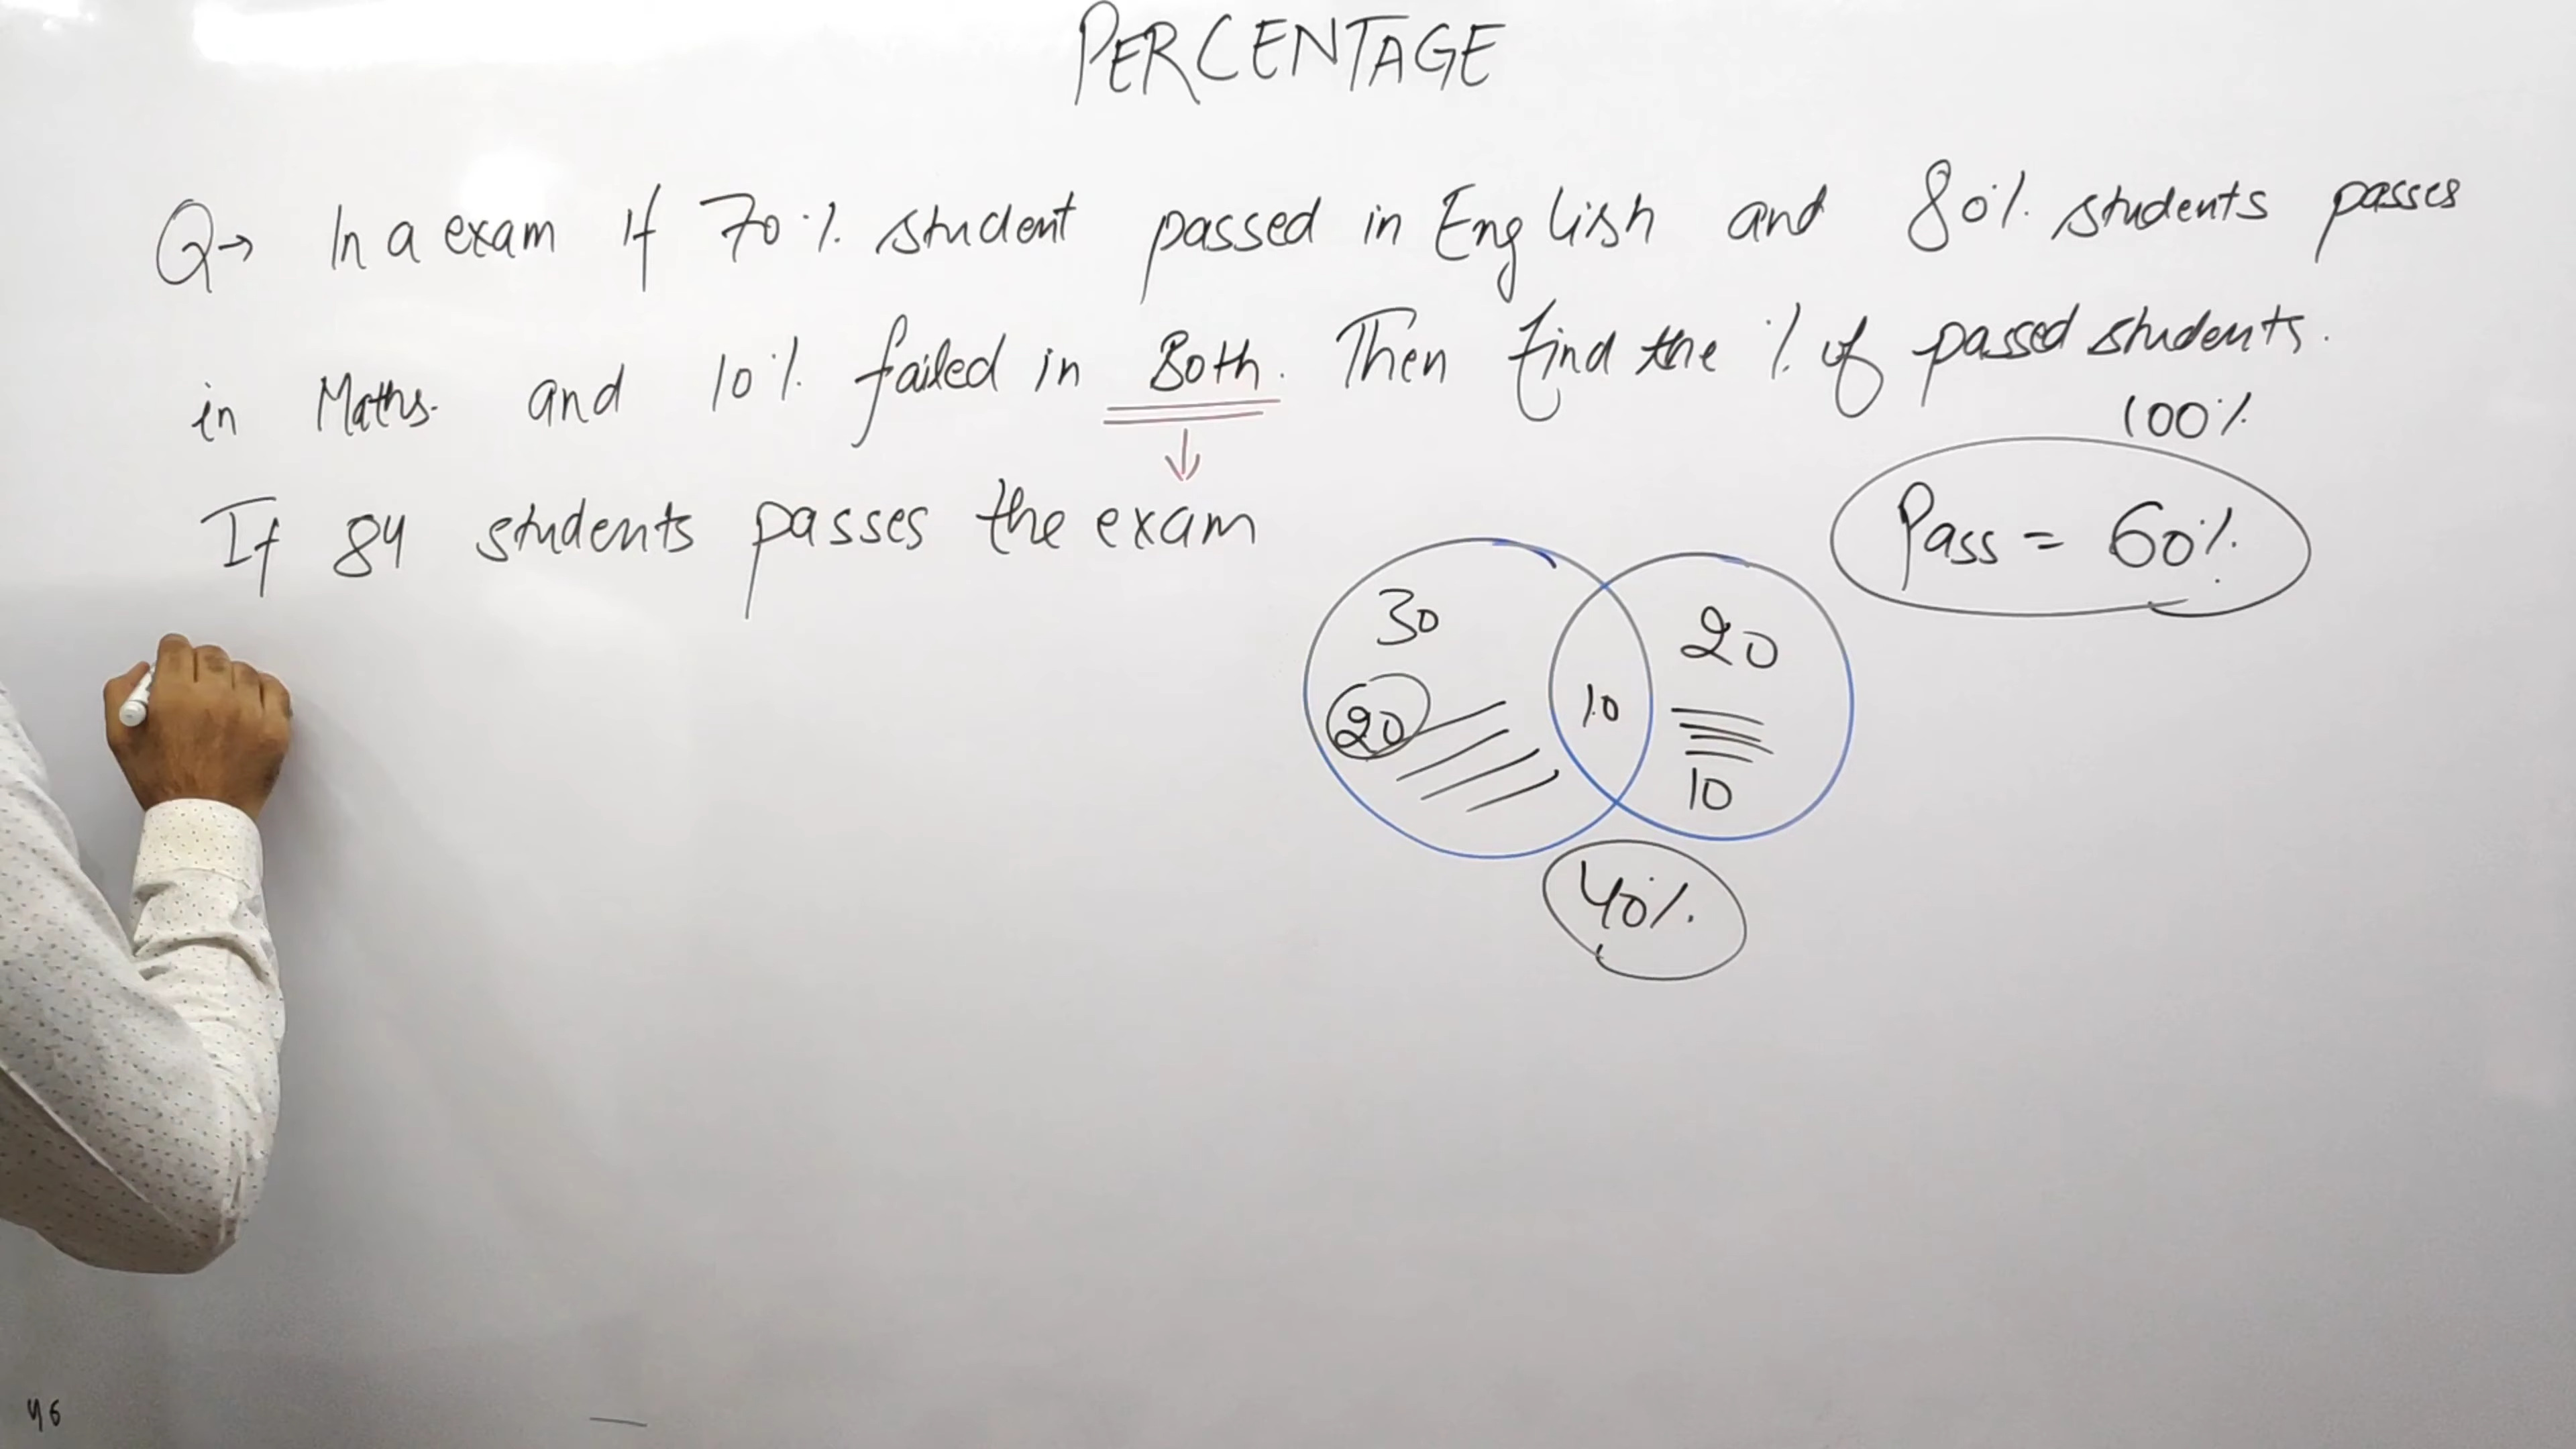 PERCENTAGE
Q→ In a exam if 70% student passed in English and 80% students passes
in Maths. and 10% failed in Both. Then find the % of passed students.
100%
Pass = 60%
If 84 students passes the exam
30
20
20
10
10
40%
46